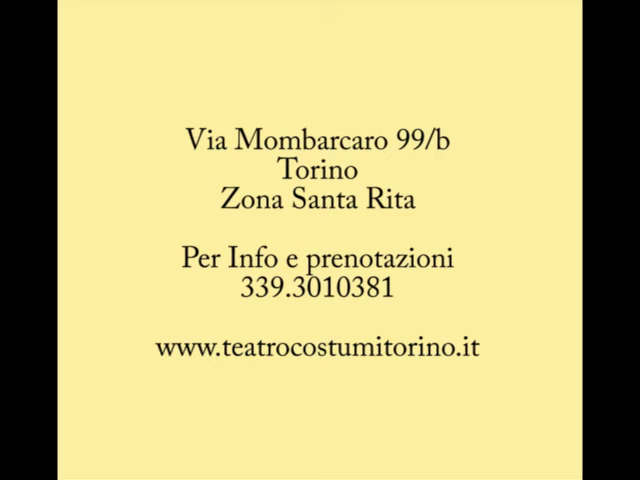 Via Mombarcaro 99/b
Torino
Zona Santa Rita
Per Info e prenotazioni
339.3010381
www.teatrocostumitorino.it